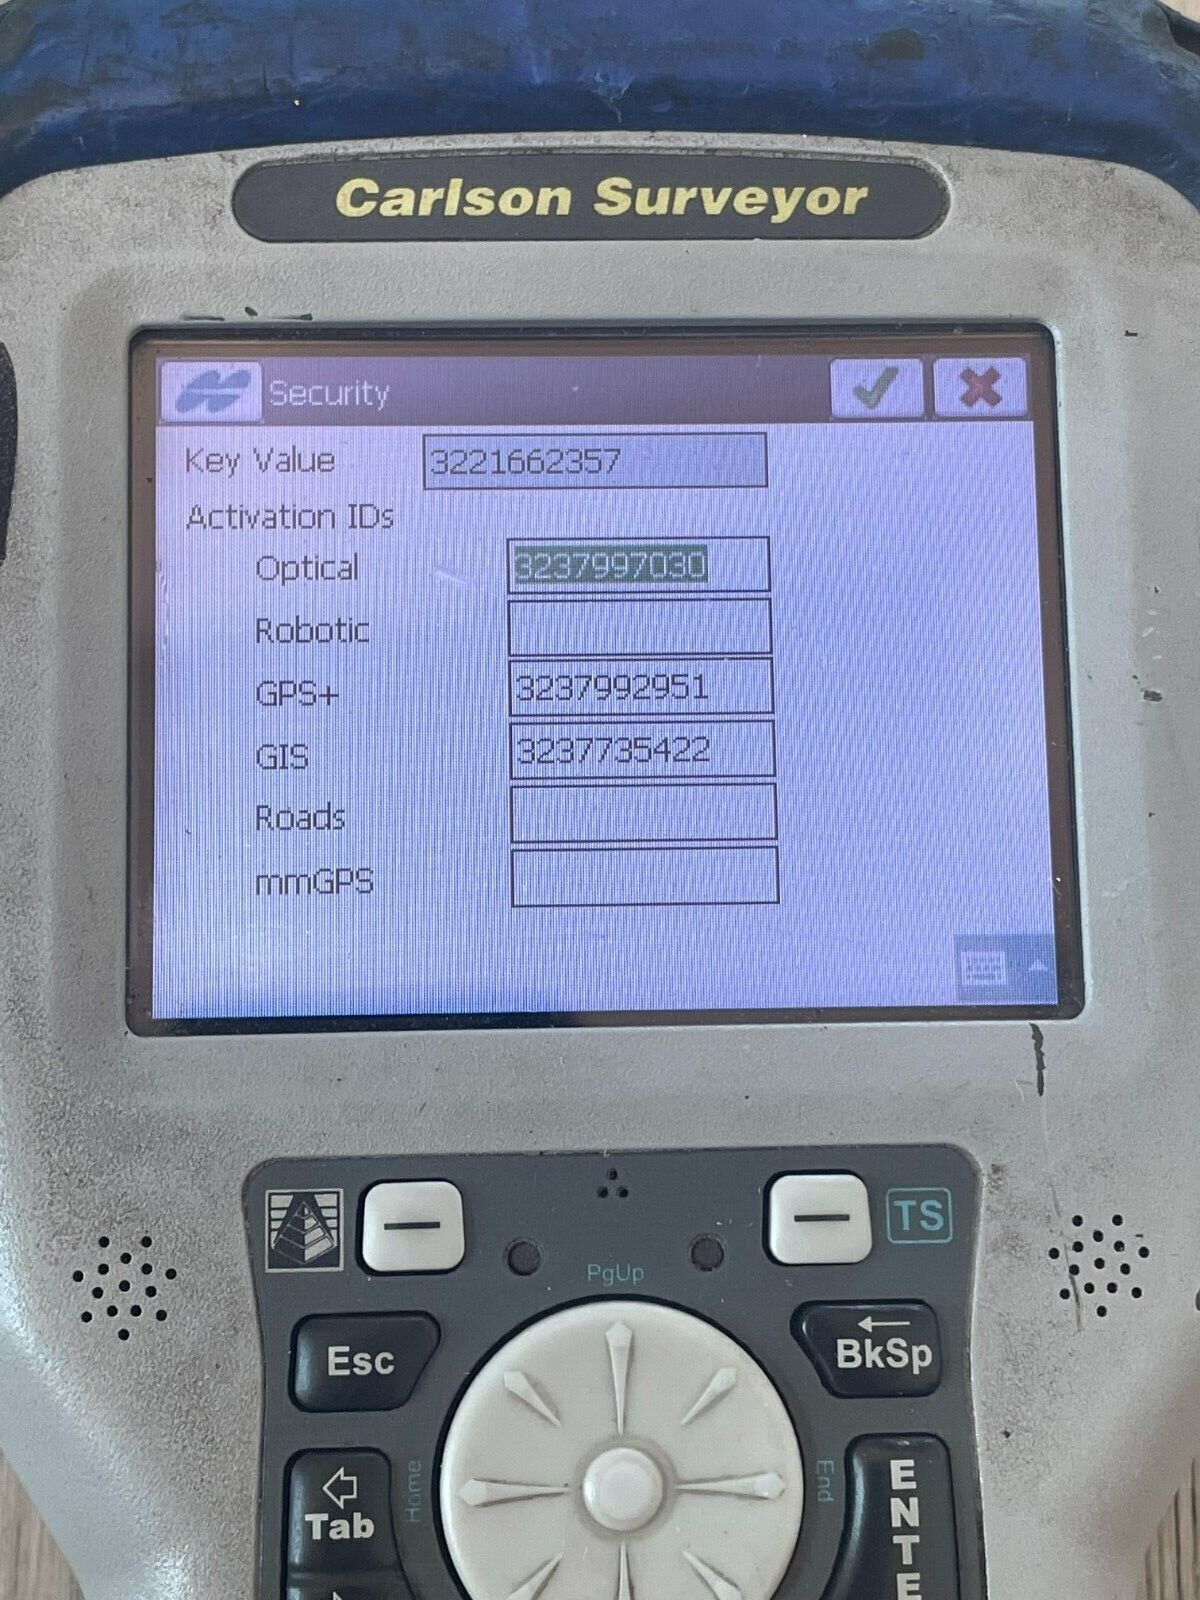 Carlson Surveyor
Security
Key Value 3221662357
Activation IDs
Optical 3237997030
Robotic
GPS+ 3237992951
GIS 3237735422
Roads
mmGPS
TS
PgUp
Esc
BkSp
Tab
Home
End
ENTE